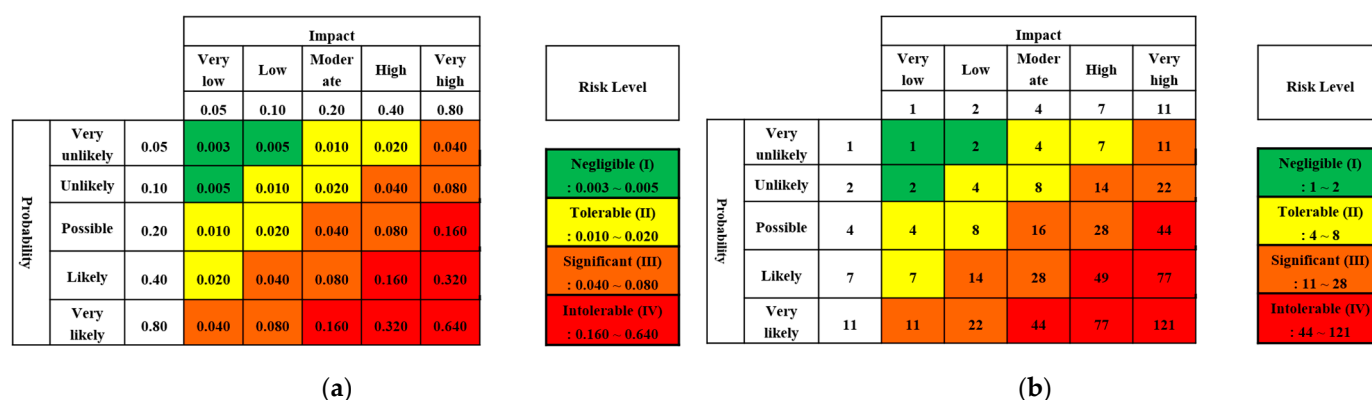 Impact
Very low Low Moder ate High Very high
0.05 0.10 0.20 0.40 0.80
Probability
Very unlikely 0.05 0.003 0.005 0.010 0.020 0.040
Unlikely 0.10 0.005 0.010 0.020 0.040 0.080
Possible 0.20 0.010 0.020 0.040 0.080 0.160
Likely 0.40 0.020 0.040 0.080 0.160 0.320
Very likely 0.80 0.040 0.080 0.160 0.320 0.640
Risk Level
Negligible (I)
: 0.003 ~ 0.005
Tolerable (II)
: 0.010 ~ 0.020
Significant (III)
: 0.040 ~ 0.080
Intolerable (IV)
: 0.160 ~ 0.640
(a)
Impact
Very low Low Moder ate High Very high
1 2 4 7 11
Probability
Very unlikely 1 1 2 4 7 11
Unlikely 2 2 4 8 14 22
Possible 4 4 8 16 28 44
Likely 7 7 14 28 49 77
Very likely 11 11 22 44 77 121
Risk Level
Negligible (I)
: 1 ~ 2
Tolerable (II)
: 4 ~ 8
Significant (III)
: 11 ~ 28
Intolerable (IV)
: 44 ~ 121
(b)